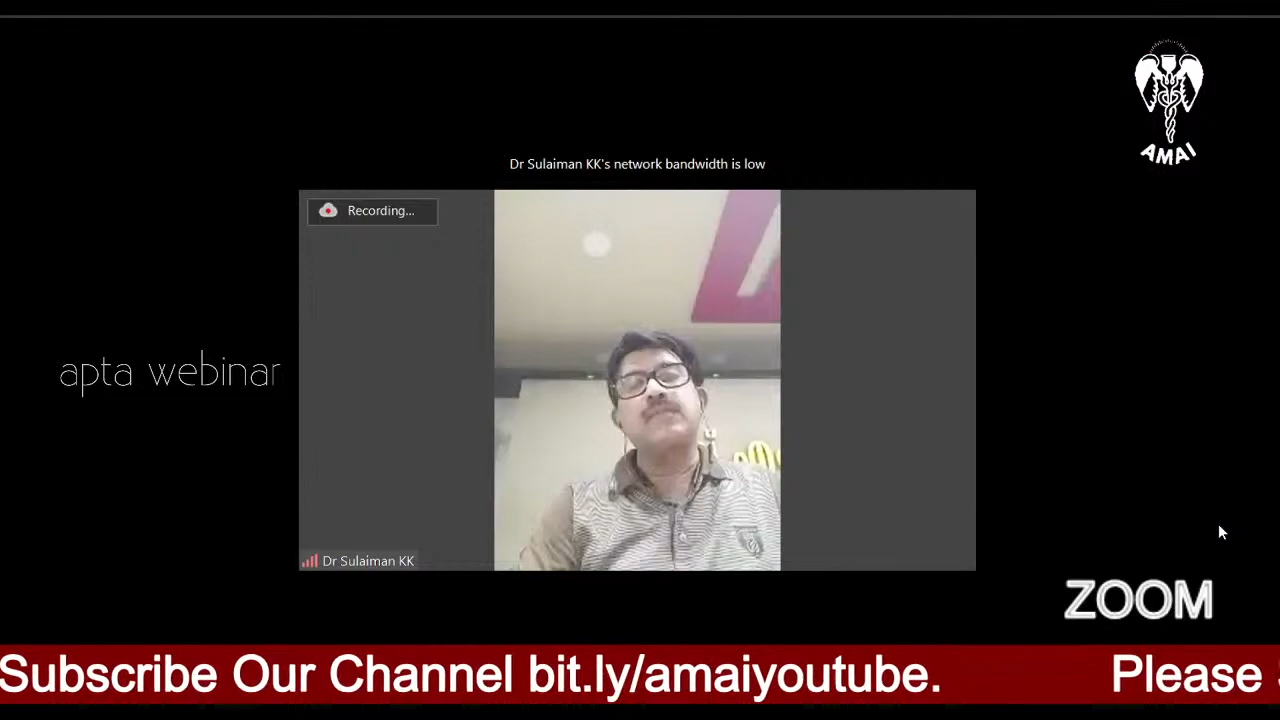 AMAI
Dr Sulaiman KK's network bandwidth is low
Recording...
apta webinar
Dr Sulaiman KK
ZOOM
Subscribe Our Channel bit.ly/amaiyoutube. Please